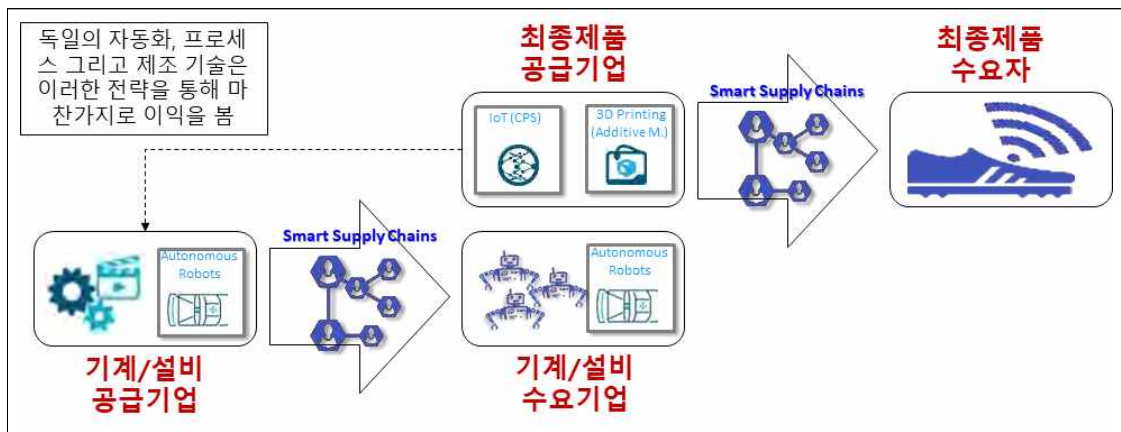 독일의 자동화, 프로세
스 그리고 제조 기술은
이러한 전략을 통해 마
찬가지로 이익을 봄
최종제품
공급기업
최종제품
수요자
IoT (CPS)
3D Printing
(Additive M.)
Smart Supply Chains
Autonomous
Robots
Smart Supply Chains
Autonomous
Robots
기계/설비
공급기업
기계/설비
수요기업